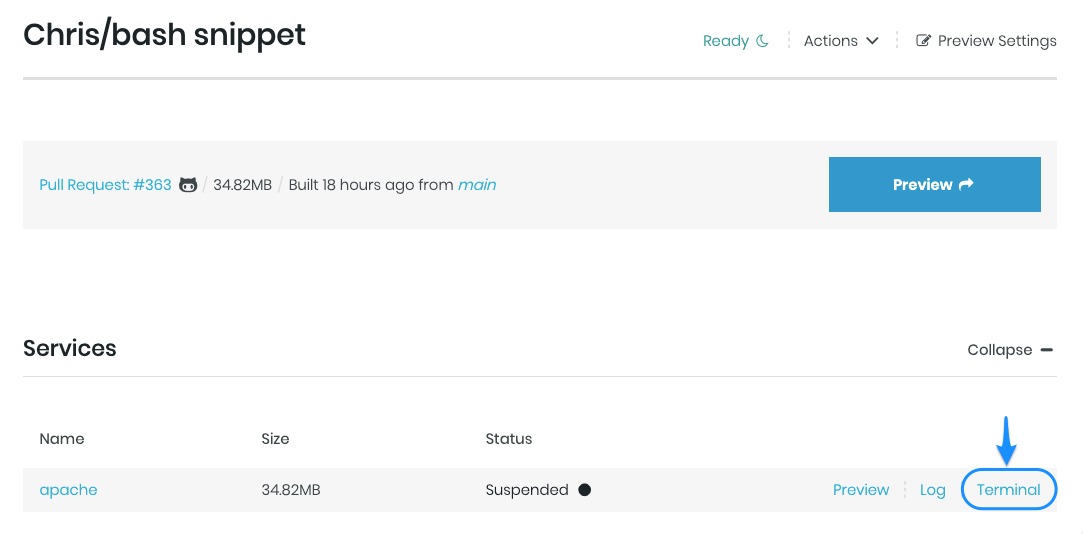 Chris/bash snippet
Ready Actions Preview Settings
Pull Request: #363 / 34.82MB / Built 18 hours ago from main
Preview
Services
Collapse
Name Size Status
apache 34.82MB Suspended Preview Log Terminal